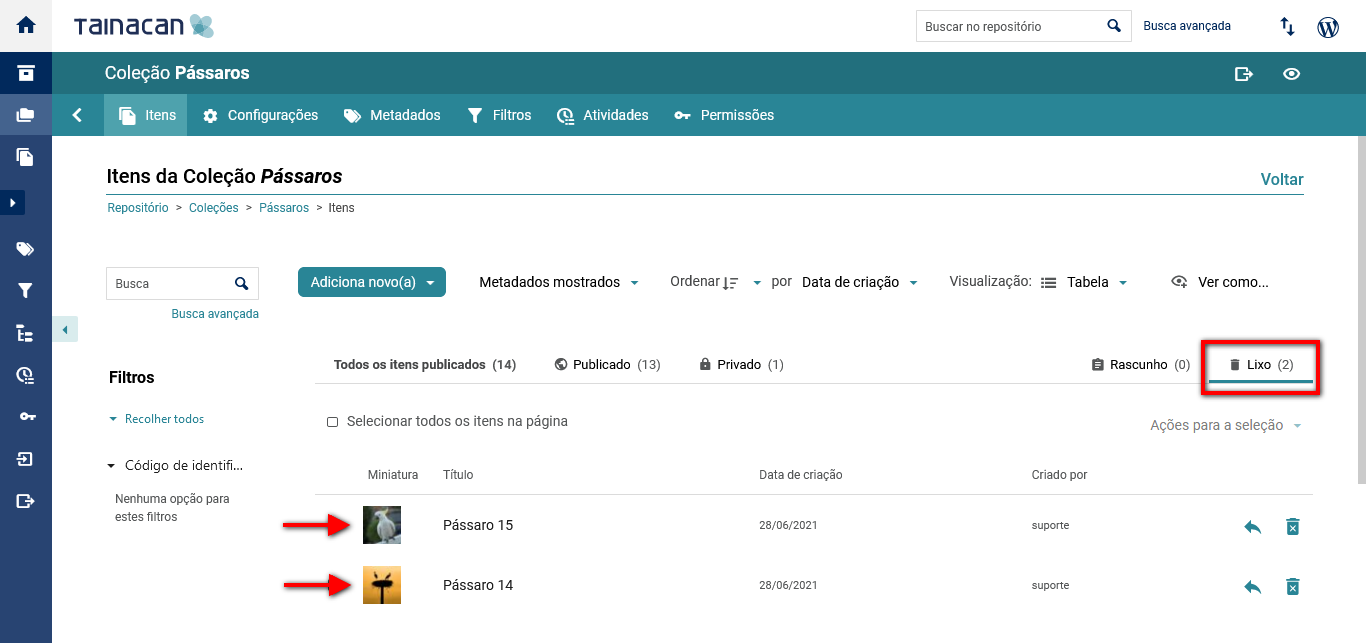 TAINACAN
Buscar no repositório
Busca avançada
Coleção Pássaros
Itens
Configurações
Metadados
Filtros
Atividades
Permissões
Itens da Coleção Pássaros
Voltar
Repositório > Coleções > Pássaros > Itens
Busca
Adiciona novo(a)
Metadados mostrados
Ordenar
por
Data de criação
Visualização:
Tabela
Ver como...
Busca avançada
Todos os itens publicados (14)
Publicado (13)
Privado (1)
Rascunho (0)
Lixo (2)
Filtros
Recolher todos
Selecionar todos os itens na página
Ações para a seleção
Código de identifi...
Nenhuma opção para
estes filtros
Miniatura Título Data de criação Criado por
Pássaro 15 28/06/2021 suporte
Pássaro 14 28/06/2021 suporte